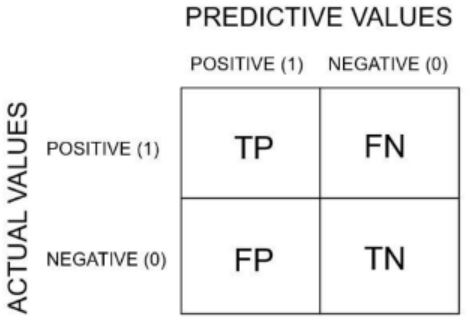 PREDICTIVE VALUES
POSITIVE (1) NEGATIVE (0)
ACTUAL VALUES
POSITIVE (1) TP FN
NEGATIVE (0) FP TN